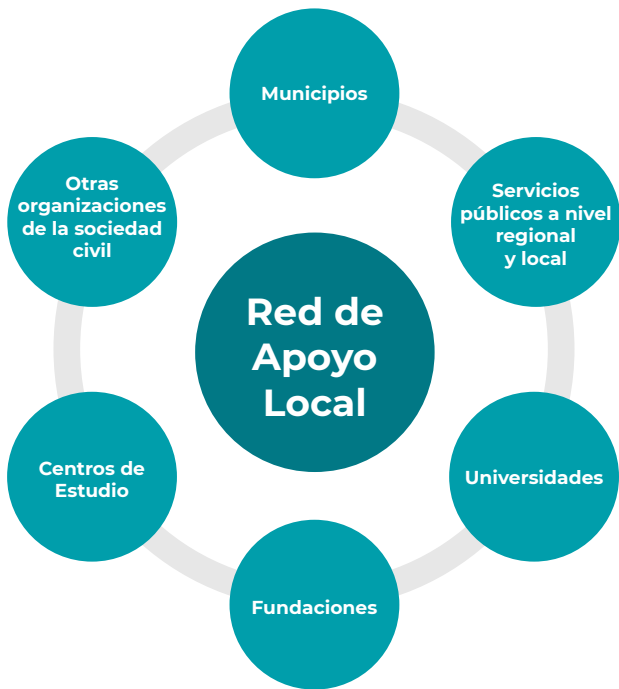 Municipios
Servicios
públicos a nivel
regional
y local
Universidades
Fundaciones
Centros de
Estudio
Otras
organizaciones
de la sociedad
civil
Red de
Apoyo
Local